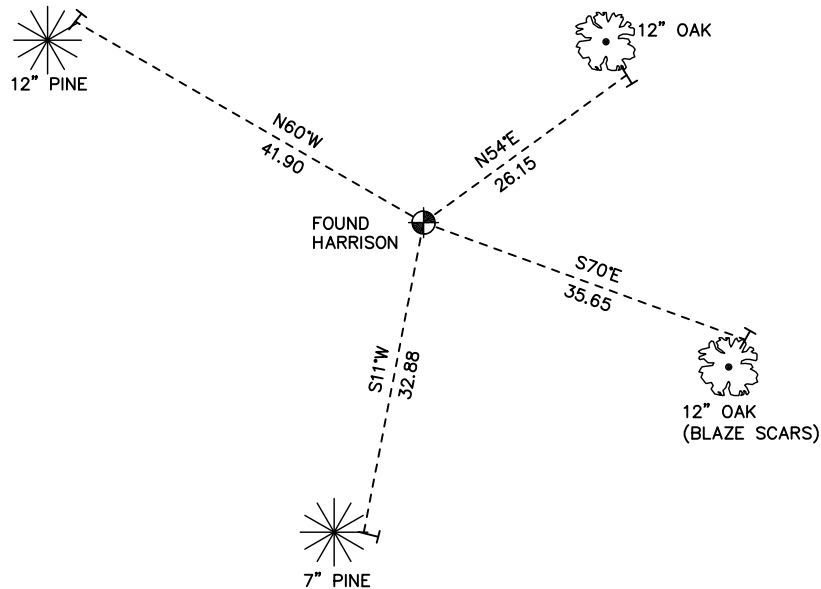 12" OAK
12" PINE
N60°W
41.90
N54°E
26.15
FOUND
HARRISON
S70°E
35.65
S11°W
32.88
12" OAK
(BLAZE SCARS)
7" PINE